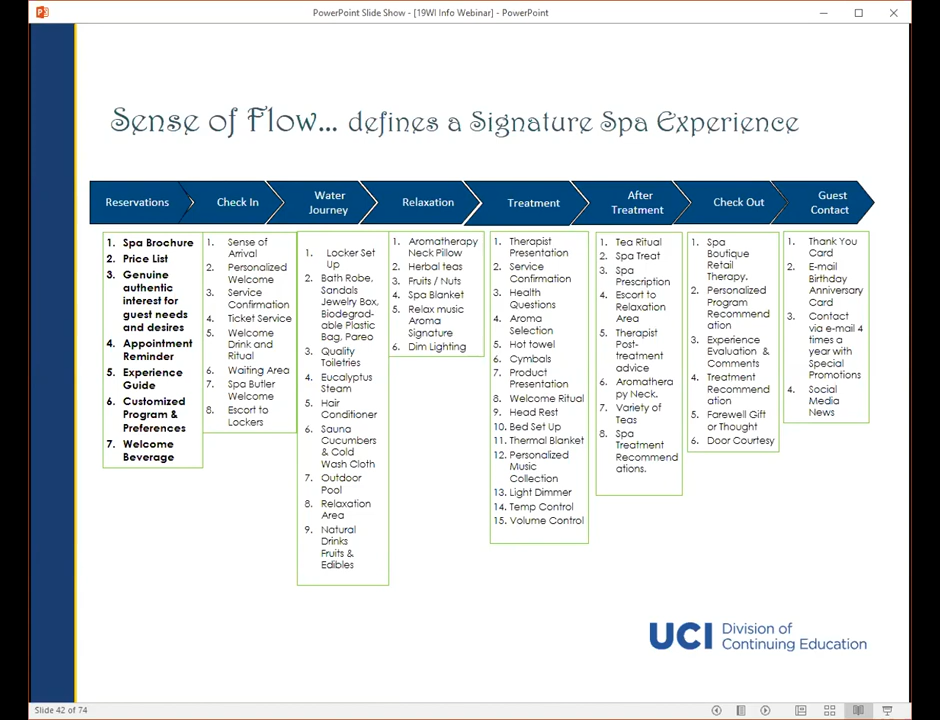 PowerPoint Slide Show - [19WI Info Webinar] - PowerPoint
Sense of Flow... defines a Signature Spa Experience
Reservations
Check In
Water
Journey
Relaxation
Treatment
After
Treatment
Check Out
Guest
Contact
1. Spa Brochure
2. Price List
3. Genuine
authentic
interest for
guest needs
and desires
4. Appointment
Reminder
5. Experience
Guide
6. Customized
Program &
Preferences
7. Welcome
Beverage
1. Sense of
Arrival
2. Personalized
Welcome
3. Service
Confirmation
4. Ticket Service
5. Welcome
Drink and
Ritual
6. Waiting Area
7. Spa Butler
Welcome
8. Escort to
Lockers
1. Locker Set
Up
2. Bath Robe,
Sandals
Jewelry Box,
Biodegrad-
able Plastic
Bag, Pareo
3. Quality
Toiletries
4. Eucalyptus
Steam
5. Hair
Conditioner
6. Sauna
Cucumbers
& Cold
Wash Cloth
7. Outdoor
Pool
8. Relaxation
Area
9. Natural
Drinks
Fruits &
Edibles
1. Aromatherapy
Neck Pillow
2. Herbal teas
3. Fruits / Nuts
4. Spa Blanket
5. Relax music
Aroma
Signature
6. Dim Lighting
1. Therapist
Presentation
2. Service
Confirmation
3. Health
Questions
4. Aroma
Selection
5. Hot towel
6. Cymbals
7. Product
Presentation
8. Welcome Ritual
9. Head Rest
10. Bed Set Up
11. Thermal Blanket
12. Personalized
Music
Collection
13. Light Dimmer
14. Temp Control
15. Volume Control
1. Tea Ritual
2. Spa Treat
3. Spa
Prescription
4. Escort to
Relaxation
Area
5. Therapist
Post-
treatment
advice
6. Aromathera
py Neck.
7. Variety of
Teas
8. Spa
Treatment
Recommend
ations.
1. Spa
Boutique
Retail
Therapy.
2. Personalized
Program
Recommend
ation
3. Experience
Evaluation &
Comments
4. Treatment
Recommend
ation
5. Farewell Gift
or Thought
6. Door Courtesy
1. Thank You
Card
2. E-mail
Birthday
Anniversary
Card
3. Contact
via e-mail 4
times a
year with
Special
Promotions
4. Social
Media
News
UCI Division of
Continuing Education
Slide 42 of 74